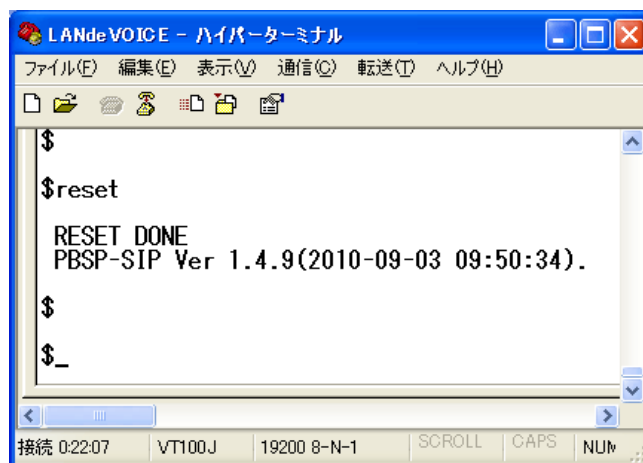 LANdeVOICE - ハイパーターミナル
ファイル(F) 編集(E) 表示(V) 通信(C) 転送(T) ヘルプ(H)
$
$reset
RESET DONE
PBSP-SIP Ver 1.4.9(2010-09-03 09:50:34).
$
$_
接続 0:22:07 VT100J 19200 8-N-1 SCROLL CAPS NUM